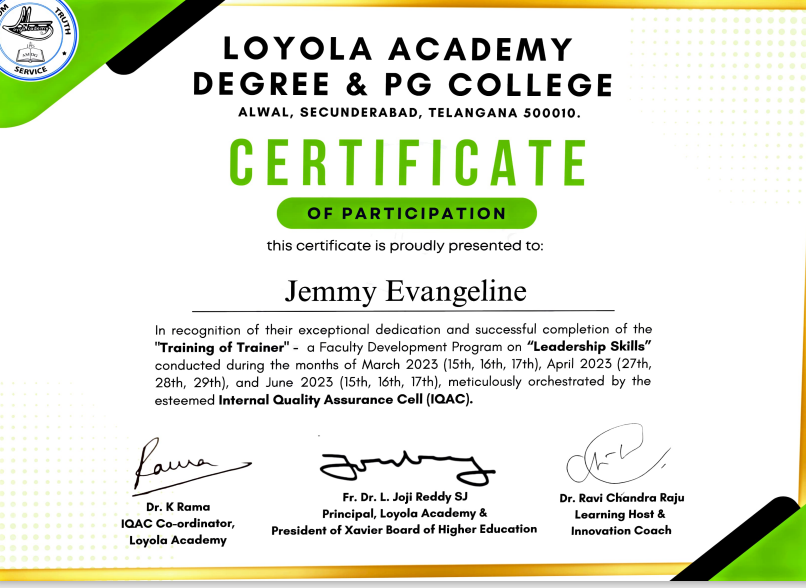 TRUTH
SERVICE
LOYOLA ACADEMY
DEGREE & PG COLLEGE
ALWAL, SECUNDERABAD, TELANGANA 500010.
CERTIFICATE
OF PARTICIPATION
this certificate is proudly presented to:
Jemmy Evangeline
In recognition of their exceptional dedication and successful completion of the
"Training of Trainer" - a Faculty Development Program on “Leadership Skills”
conducted during the months of March 2023 (15th, 16th, 17th), April 2023 (27th,
28th, 29th), and June 2023 (15th, 16th, 17th), meticulously orchestrated by the
esteemed Internal Quality Assurance Cell (IQAC).
Rama
Dr. K Rama
IQAC Co-ordinator,
Loyola Academy
Fr. Dr. L. Joji Reddy SJ
Principal, Loyola Academy &
President of Xavier Board of Higher Education
Dr. Ravi Chandra Raju
Learning Host &
Innovation Coach